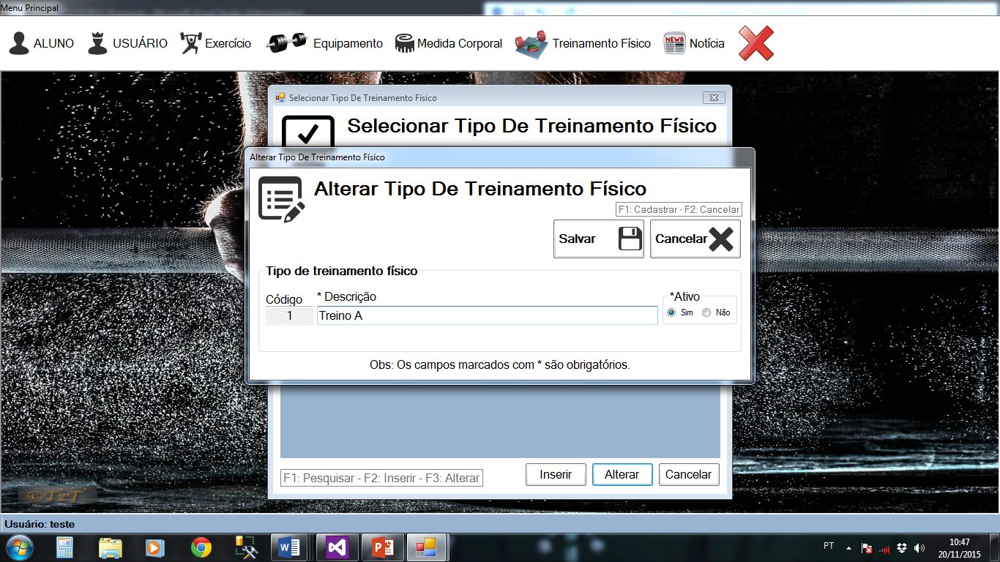 Menu Principal
ALUNO
USUÁRIO
Exercício
Equipamento
Medida Corporal
Treinamento Físico
NEWS
Notícia
Selecionar Tipo De Treinamento Físico
Selecionar Tipo De Treinamento Físico
Alterar Tipo De Treinamento Físico
Alterar Tipo De Treinamento Físico
F1: Cadastrar - F2: Cancelar
Salvar
Cancelar
Tipo de treinamento físico
Código
* Descrição
*Ativo
1
Treino A
Sim
Não
Obs: Os campos marcados com * são obrigatórios.
F1: Pesquisar - F2: Inserir - F3: Alterar
Inserir
Alterar
Cancelar
©TzT
Usuário: teste
PT
10:47
20/11/2015